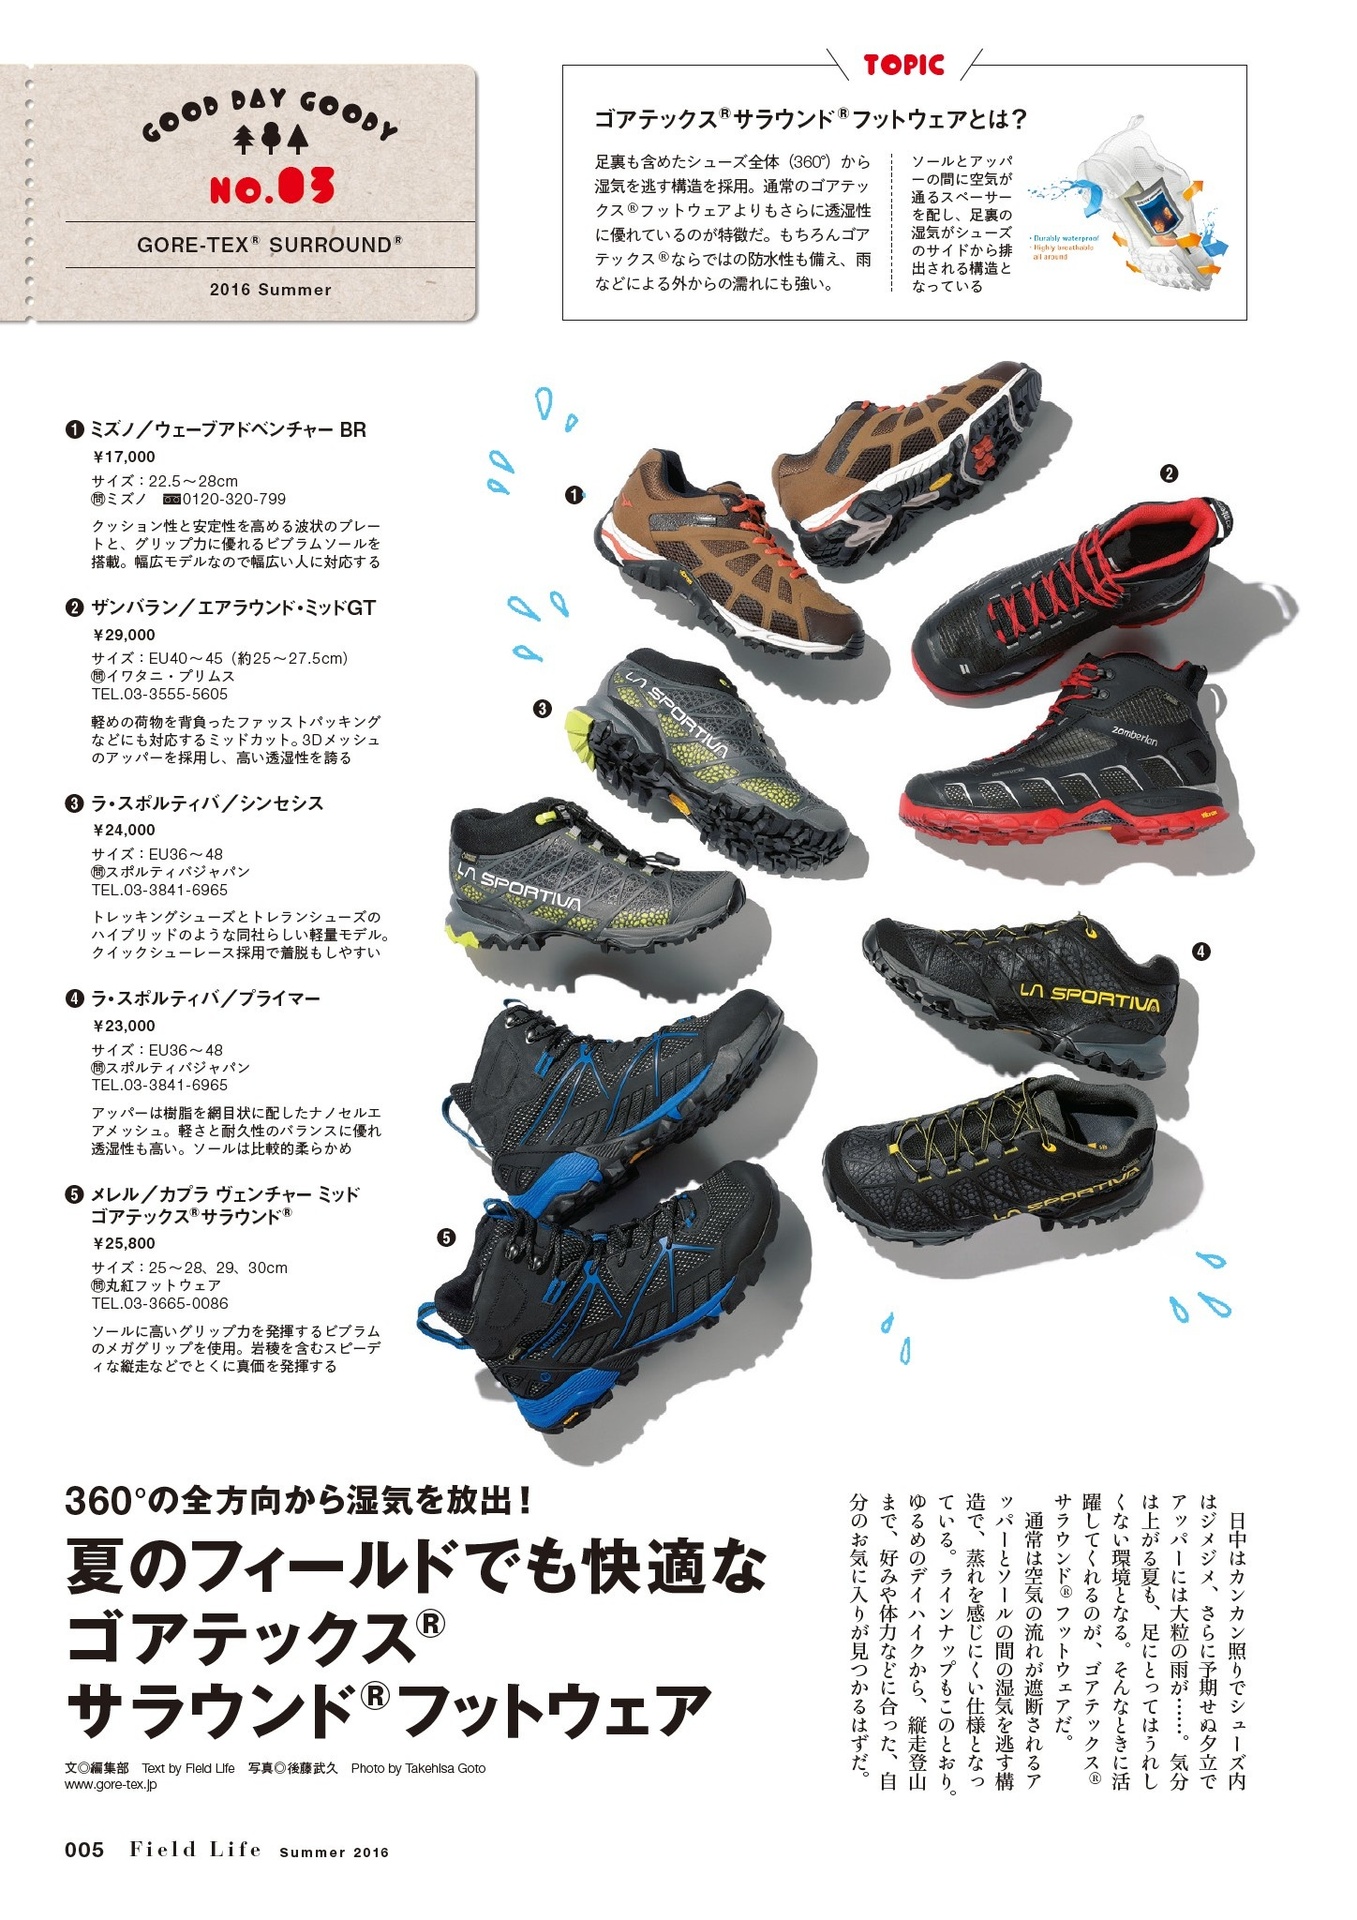 GOOD DAY GOODY
NO.03
GORE-TEX® SURROUND®
2016 Summer
TOPIC
ゴアテックス®サラウンド®フットウェアとは?
足裏も含めたシューズ全体（360°）から
湿気を逃す構造を採用。通常のゴアテッ
クス®フットウェアよりもさらに透湿性
に優れているのが特徴だ。もちろんゴア
テックス®ならではの防水性も備え、雨
などによる外からの濡れにも強い。
ソールとアッパ
ーの間に空気が
通るスペーサー
を配し、足裏の
湿気がシューズ
のサイドから排
出される構造と
なっている
・Durably waterproof
・Highly breathable
all around
❶ ミズノ／ウェーブアドベンチャー BR
¥17,000
サイズ：22.5〜28cm
㉄ミズノ 0120-320-799
クッション性と安定性を高める波状のプレー
トと、グリップ力に優れるビブラムソールを
搭載。幅広モデルなので幅広い人に対応する
❷ ザンバラン／エアラウンド・ミッドGT
¥29,000
サイズ：EU40〜45（約25〜27.5cm）
㉄イワタニ・プリムス
TEL.03-3555-5605
軽めの荷物を背負ったファッストパッキング
などにも対応するミッドカット。3Dメッシュ
のアッパーを採用し、高い透湿性を誇る
❸ ラ・スポルティバ／シンセシス
¥24,000
サイズ：EU36〜48
㉄スポルティバジャパン
TEL.03-3841-6965
トレッキングシューズとトレランシューズの
ハイブリッドのような同社らしい軽量モデル。
クイックシューレース採用で着脱もしやすい
❹ ラ・スポルティバ／プライマー
¥23,000
サイズ：EU36〜48
㉄スポルティバジャパン
TEL.03-3841-6965
アッパーは樹脂を網目状に配したナノセルエ
アメッシュ。軽さと耐久性のバランスに優れ
透湿性も高い。ソールは比較的柔らかめ
❺ メレル／カプラ ヴェンチャー ミッド
ゴアテックス®サラウンド®
¥25,800
サイズ：25〜28、29、30cm
㉄丸紅フットウェア
TEL.03-3665-0086
ソールに高いグリップ力を発揮するビブラム
のメガグリップを使用。岩稜を含むスピーデ
ィな縦走などでとくに真価を発揮する
❶
❷
❸
LA SPORTIVA
zamberlan
LA SPORTIVA
❹
LA SPORTIVA
LA SPORTIVA
❺
360°の全方向から湿気を放出！
夏のフィールドでも快適な
ゴアテックス®
サラウンド®フットウェア
文◎編集部 Text by Field Life 写真◎後藤武久 Photo by Takehisa Goto
www.gore-tex.jp
日中はカンカン照りでシューズ内
はジメジメ、さらに予期せぬ夕立で
アッパーには大粒の雨が……。気分
は上がる夏も、足にとってはうれし
くない環境となる。そんなときに活
躍してくれるのが、ゴアテックス®
サラウンド®フットウェアだ。
通常は空気の流れが遮断されるア
ッパーとソールの間の湿気を逃す構
造で、蒸れを感じにくい仕様となっ
ている。ラインナップもこのとおり。
ゆるめのデイハイクから、縦走登山
まで、好みや体力などに合った、自
分のお気に入りが見つかるはずだ。
005 Field Life Summer 2016